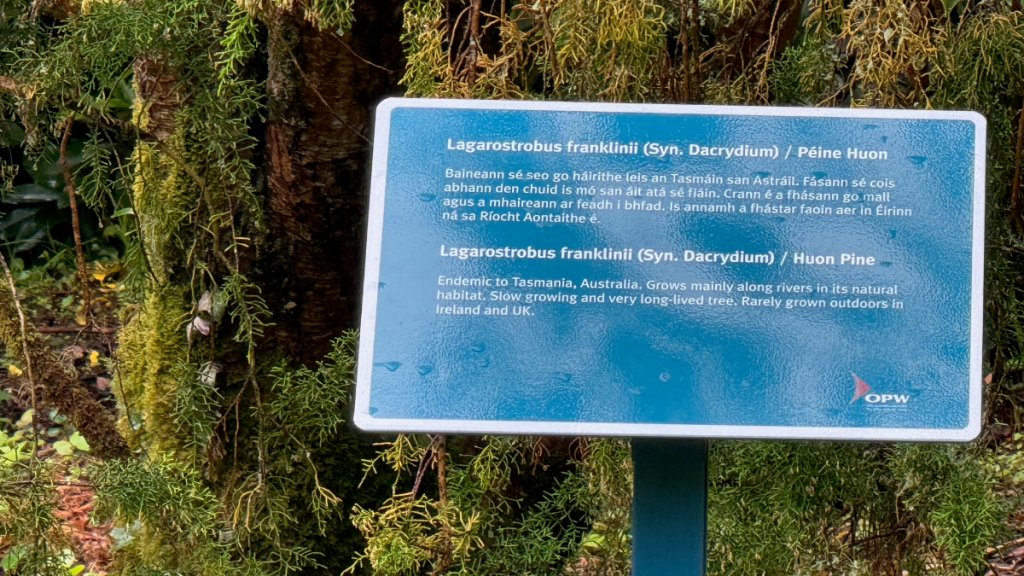 Lagarostrobus franklinii (Syn. Dacrydium) / Péine Huon
Baineann sé seo go háirithe leis an Tasmáin san Astráil. Fásann sé cois
abhann den chuid is mó san áit atá sé fiáin. Crann é a fhásann go mall
agus a mhaireann ar feadh i bhfad. Is annamh a fhástar faoin aer in Éirinn
ná sa Ríocht Aontaithe é.
Lagarostrobus franklinii (Syn. Dacrydium) / Huon Pine
Endemic to Tasmania, Australia. Grows mainly along rivers in its natural
habitat. Slow growing and very long-lived tree. Rarely grown outdoors in
Ireland and UK.
OPW